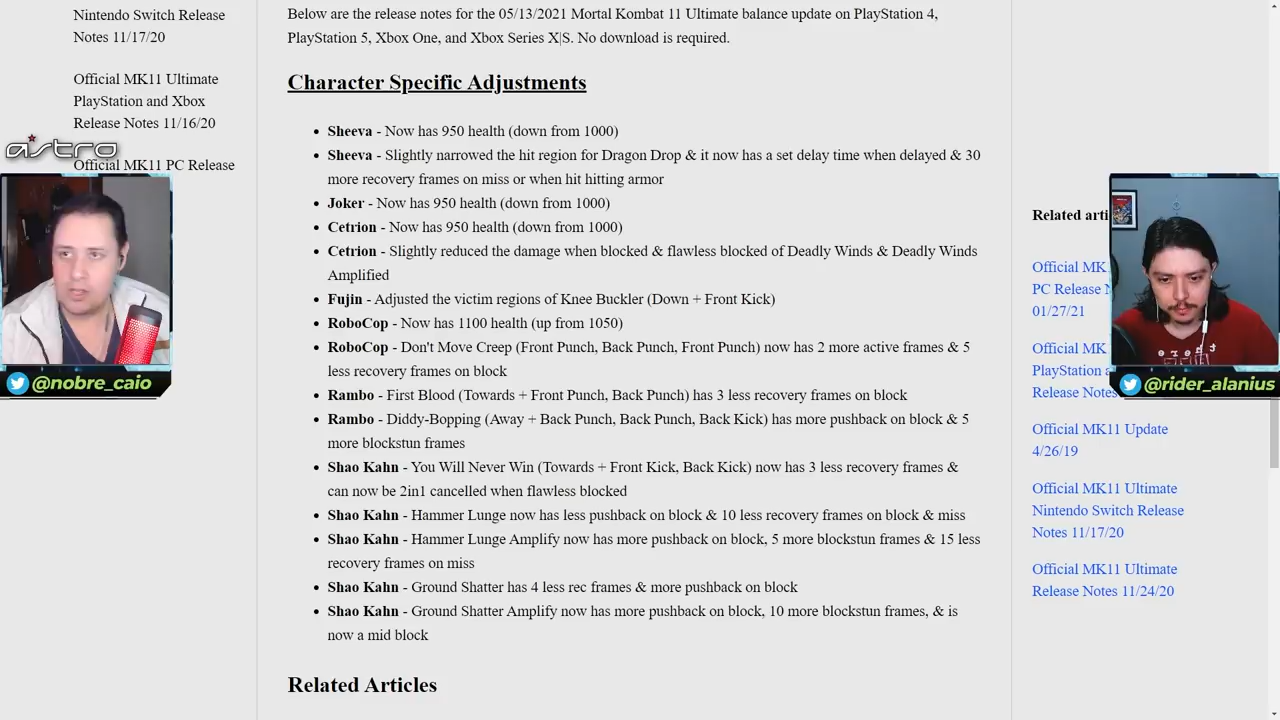 Nintendo Switch Release
Notes 11/17/20
Official MK11 Ultimate
PlayStation and Xbox
Release Notes 11/16/20
Official MK11 PC Release
astro
@nobre_caio
Below are the release notes for the 05/13/2021 Mortal Kombat 11 Ultimate balance update on PlayStation 4,
PlayStation 5, Xbox One, and Xbox Series X|S. No download is required.
Character Specific Adjustments
• Sheeva - Now has 950 health (down from 1000)
• Sheeva - Slightly narrowed the hit region for Dragon Drop & it now has a set delay time when delayed & 30
more recovery frames on miss or when hit hitting armor
• Joker - Now has 950 health (down from 1000)
• Cetrion - Now has 950 health (down from 1000)
• Cetrion - Slightly reduced the damage when blocked & flawless blocked of Deadly Winds & Deadly Winds
Amplified
• Fujin - Adjusted the victim regions of Knee Buckler (Down + Front Kick)
• RoboCop - Now has 1100 health (up from 1050)
• RoboCop - Don't Move Creep (Front Punch, Back Punch, Front Punch) now has 2 more active frames & 5
less recovery frames on block
• Rambo - First Blood (Towards + Front Punch, Back Punch) has 3 less recovery frames on block
• Rambo - Diddy-Bopping (Away + Back Punch, Back Punch, Back Kick) has more pushback on block & 5
more blockstun frames
• Shao Kahn - You Will Never Win (Towards + Front Kick, Back Kick) now has 3 less recovery frames &
can now be 2in1 cancelled when flawless blocked
• Shao Kahn - Hammer Lunge now has less pushback on block & 10 less recovery frames on block & miss
• Shao Kahn - Hammer Lunge Amplify now has more pushback on block, 5 more blockstun frames & 15 less
recovery frames on miss
• Shao Kahn - Ground Shatter has 4 less rec frames & more pushback on block
• Shao Kahn - Ground Shatter Amplify now has more pushback on block, 10 more blockstun frames, & is
now a mid block
Related Articles
Related arti
Official MK
PC Release N
01/27/21
Official MK
PlayStation a
Release Notes
@rider_alanius
Official MK11 Update
4/26/19
Official MK11 Ultimate
Nintendo Switch Release
Notes 11/17/20
Official MK11 Ultimate
Release Notes 11/24/20